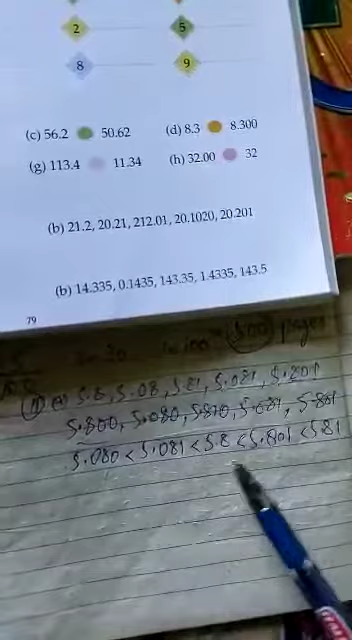 2 5
8 9
(c) 56.2 50.62 (d) 8.3 8.300
(g) 113.4 11.34 (h) 32.00 32
(b) 21.2, 20.21, 212.01, 20.1020, 20.201
(b) 14.335, 0.1435, 143.35, 1.4335, 143.5
79
100 pages
(a) 5.8, 5.08, 5.81, 5.081, 5.801
5.800, 5.080, 5.810, 5.081, 5.801
5.080 < 5.081 < 5.8 < 5.801 < 5.81